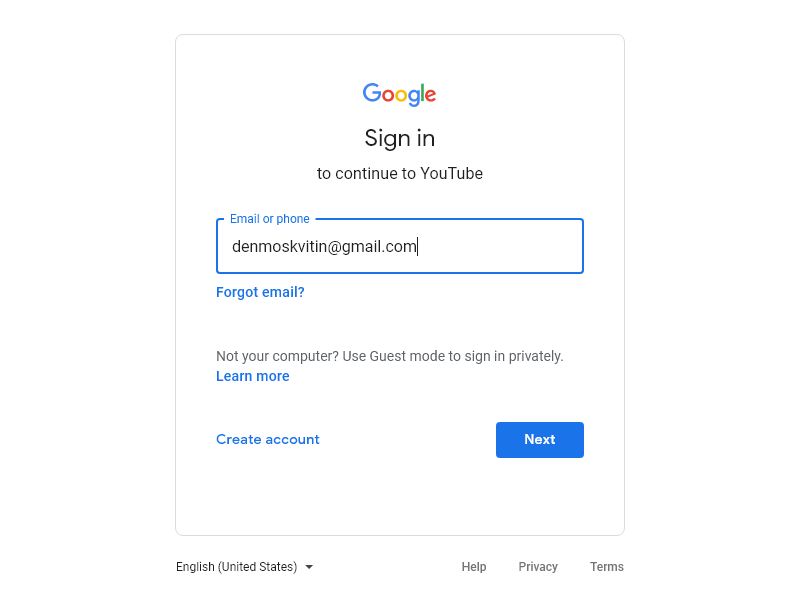 Google
Sign in
to continue to YouTube
Email or phone
denmoskvitin@gmail.com
Forgot email?
Not your computer? Use Guest mode to sign in privately.
Learn more
Create account
Next
English (United States)
Help
Privacy
Terms